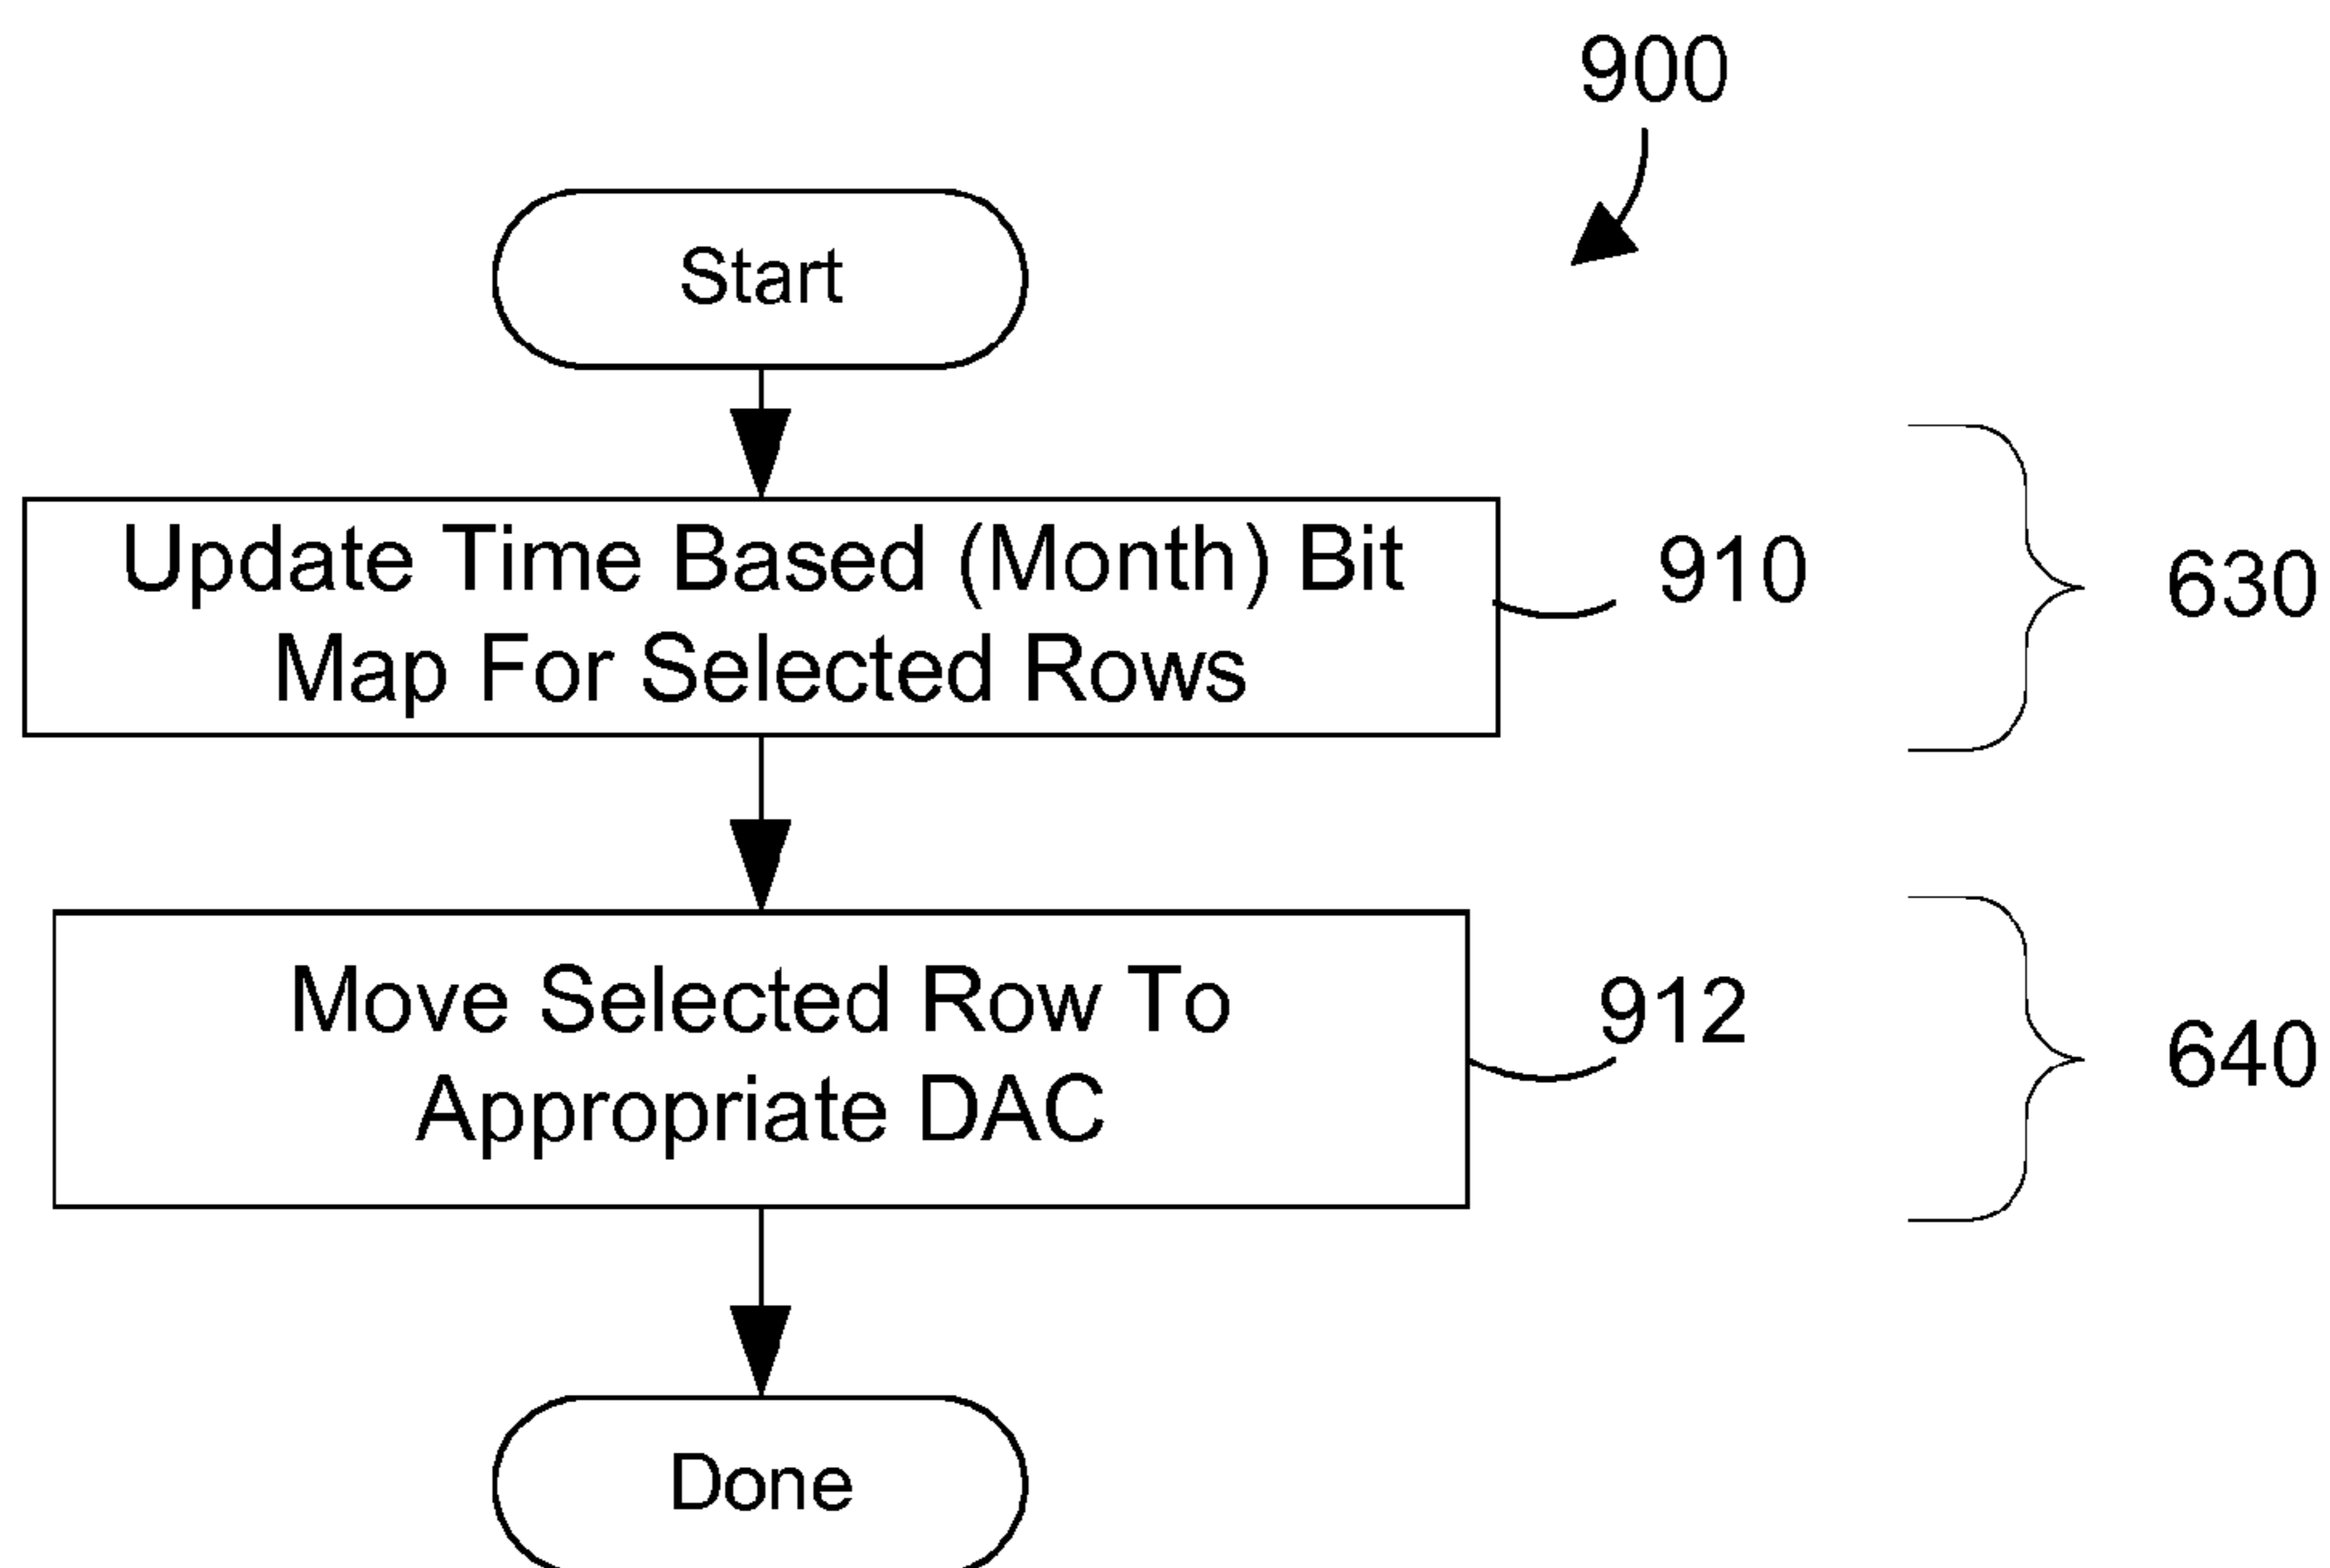 900
Start
Update Time Based (Month) Bit
Map For Selected Rows
910
630
Move Selected Row To
Appropriate DAC
912
640
Done